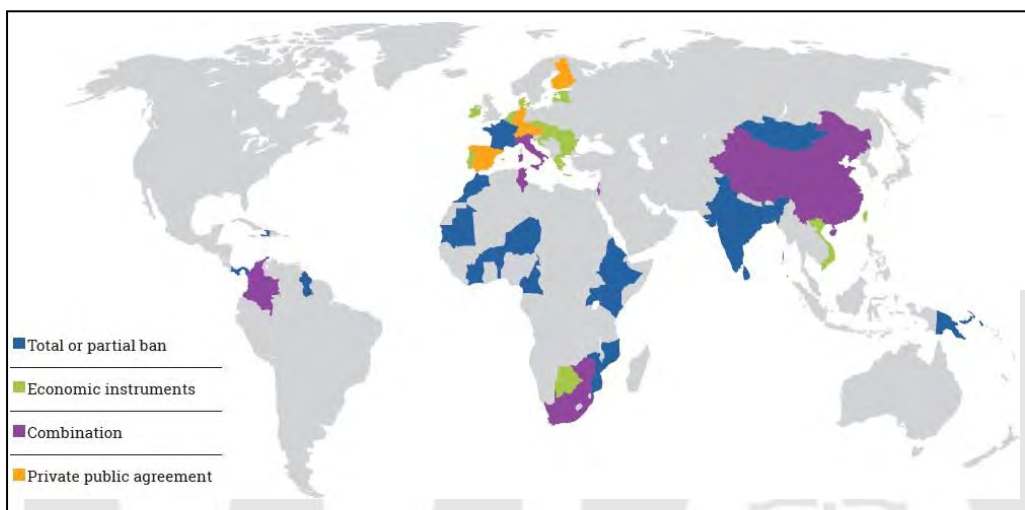 Total or partial ban
Economic instruments
Combination
Private public agreement